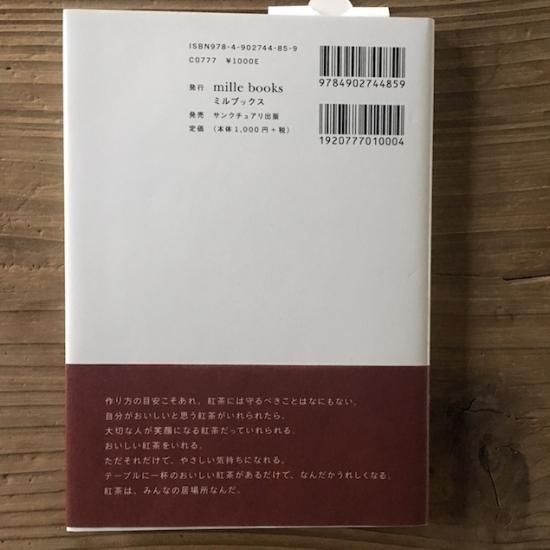 ISBN978-4-902744-85-9
C0777 ¥1000E
発行 mille books
ミルブックス
発売 サンクチュアリ出版
定価 (本体1,000円+税)
9784902744859
1920777010004
作り方の目安こそあれ、紅茶には守るべきことはなにもない。
自分がおいしいと思う紅茶がいれられたら、
大切な人が笑顔になる紅茶だっていれられる。
おいしい紅茶をいれる。
ただそれだけで、やさしい気持ちになれる。
テーブルに一杯のおいしい紅茶があるだけで、なんだかうれしくなる。
紅茶は、みんなの居場所なんだ。